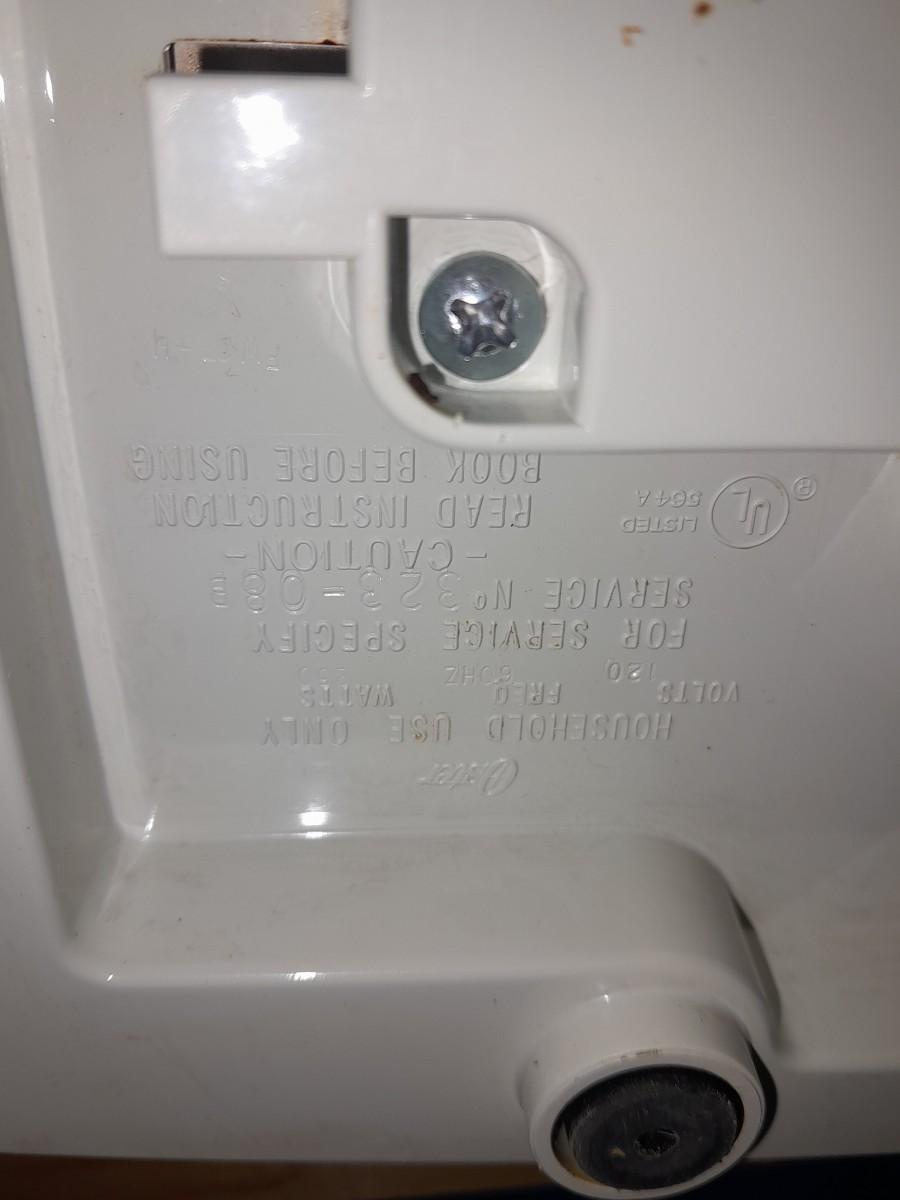 Oster
HOUSEHOLD USE ONLY
VOLTS FREQ WATTS
120 60HZ
FOR SERVICE SPECIFY
SERVICE Nº 323-08E
-CAUTION-
READ INSTRUCTION
BOOK BEFORE USING
UL®
LISTED
564A